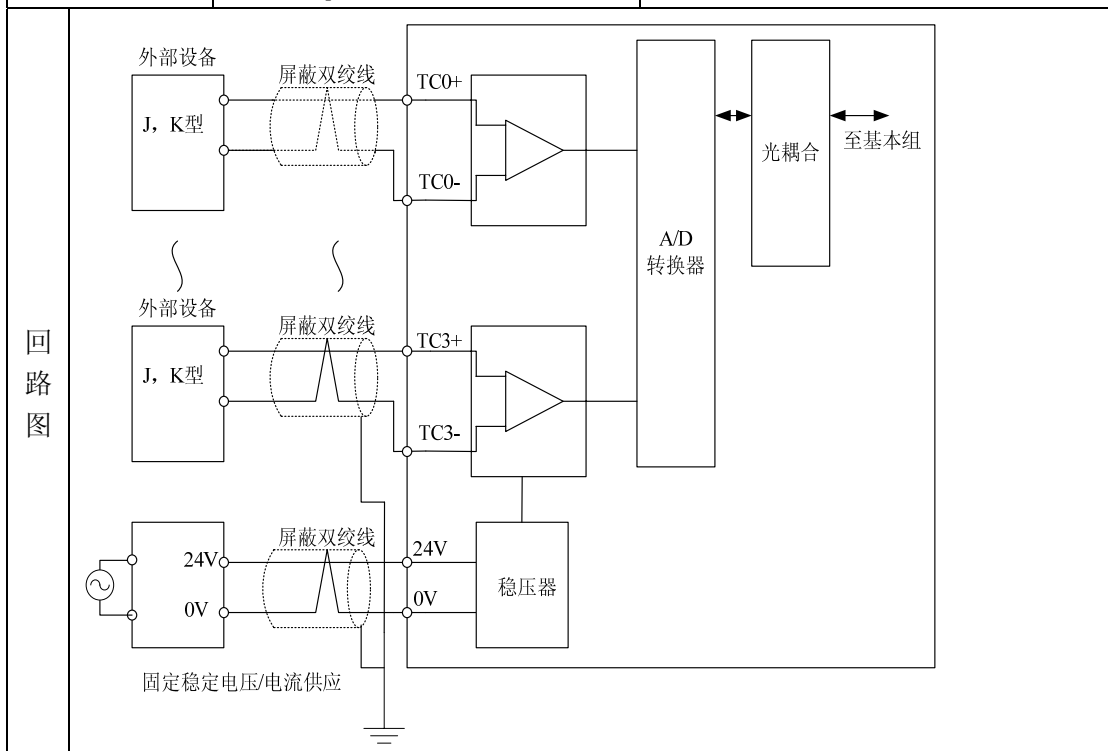 回
路
图
外部设备
屏蔽双绞线
J，K型
TC0+
TC0-
A/D
转换器
光耦合
至基本组
外部设备
屏蔽双绞线
J，K型
TC3+
TC3-
屏蔽双绞线
24V
0V
24V
0V
稳压器
固定稳定电压/电流供应